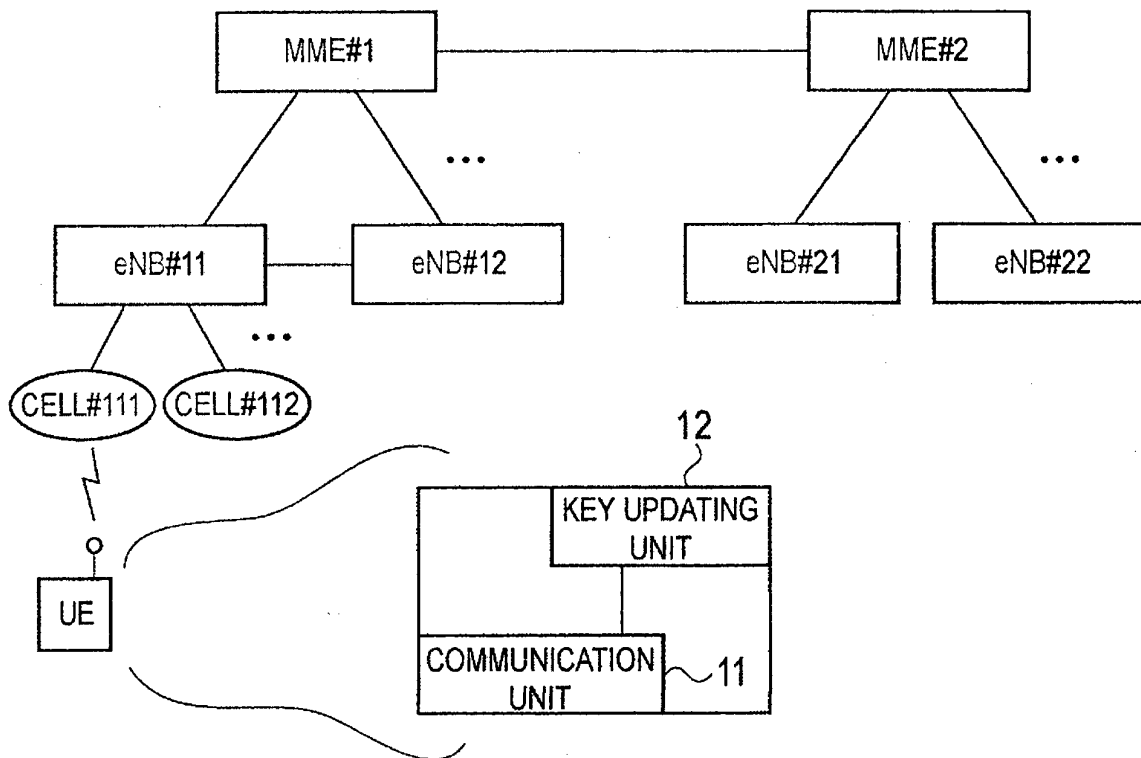 MME#1
MME#2
...
...
eNB#11
eNB#12
eNB#21
eNB#22
...
CELL#111
CELL#112
12
KEY UPDATING
UNIT
UE
COMMUNICATION
UNIT
11